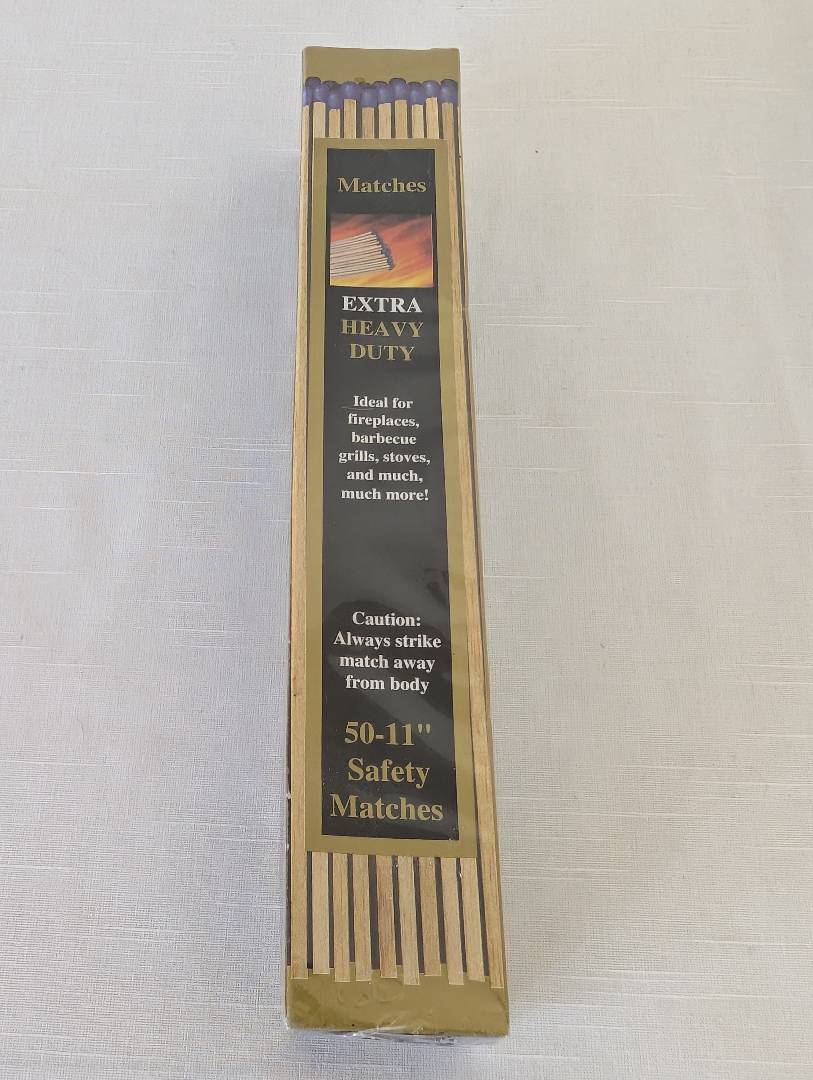 Matches
EXTRA
HEAVY
DUTY
Ideal for
fireplaces,
barbecue
grills, stoves,
and much,
much more!
Caution:
Always strike
match away
from body
50-11"
Safety
Matches